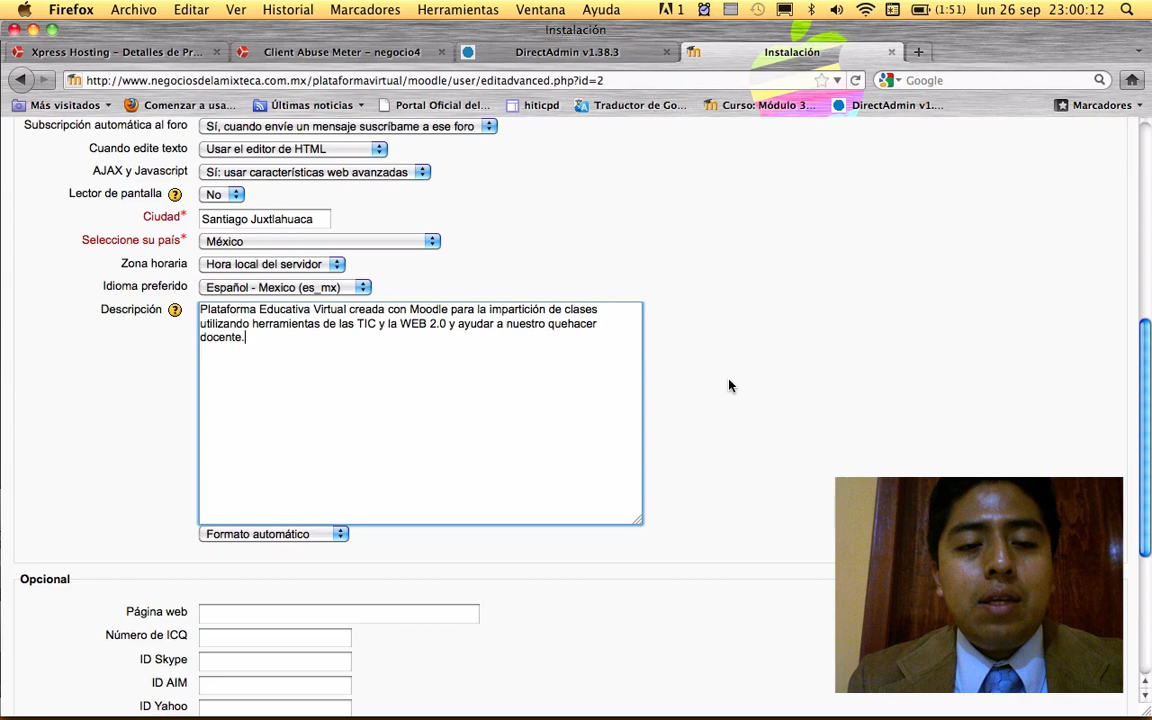 Firefox Archivo Editar Ver Historial Marcadores Herramientas Ventana Ayuda 1 (1:51) lun 26 sep 23:00:12
Instalación
Xpress Hosting - Detalles de Pr... Client Abuse Meter - negocio4 DirectAdmin v1.38.3 Instalación
http://www.negociosdelamixteca.com.mx/plataformavirtual/moodle/user/editadvanced.php?id=2 Google
Más visitados Comenzar a usa... Últimas noticias Portal Oficial del... hiticpd Traductor de Go... Curso: Módulo 3... DirectAdmin v1.... Marcadores
Subscripción automática al foro Sí, cuando envíe un mensaje suscríbame a ese foro
Cuando edite texto Usar el editor de HTML
AJAX y Javascript Sí: usar características web avanzadas
Lector de pantalla ? No
Ciudad* Santiago Juxtlahuaca
Seleccione su país* México
Zona horaria Hora local del servidor
Idioma preferido Español - Mexico (es_mx)
Descripción ? Plataforma Educativa Virtual creada con Moodle para la impartición de clases
utilizando herramientas de las TIC y la WEB 2.0 y ayudar a nuestro quehacer
docente.
Formato automático
Opcional
Página web
Número de ICQ
ID Skype
ID AIM
ID Yahoo